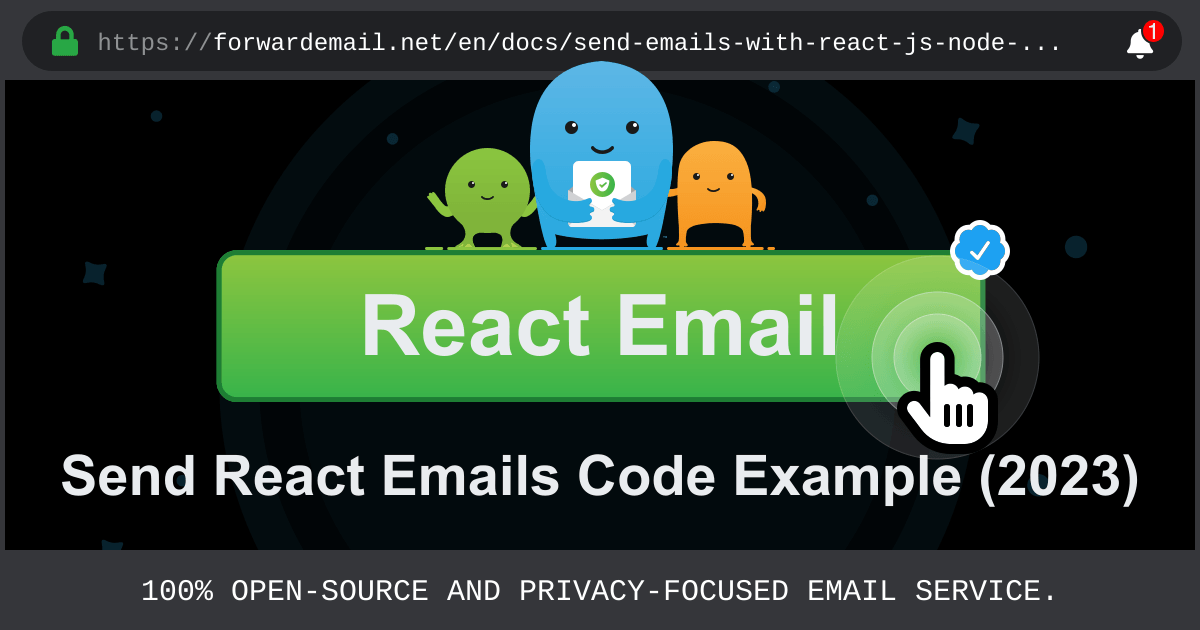 https://forwardemail.net/en/docs/send-emails-with-react-js-node-...
1
React Email
Send React Emails Code Example (2023)
100% OPEN-SOURCE AND PRIVACY-FOCUSED EMAIL SERVICE.